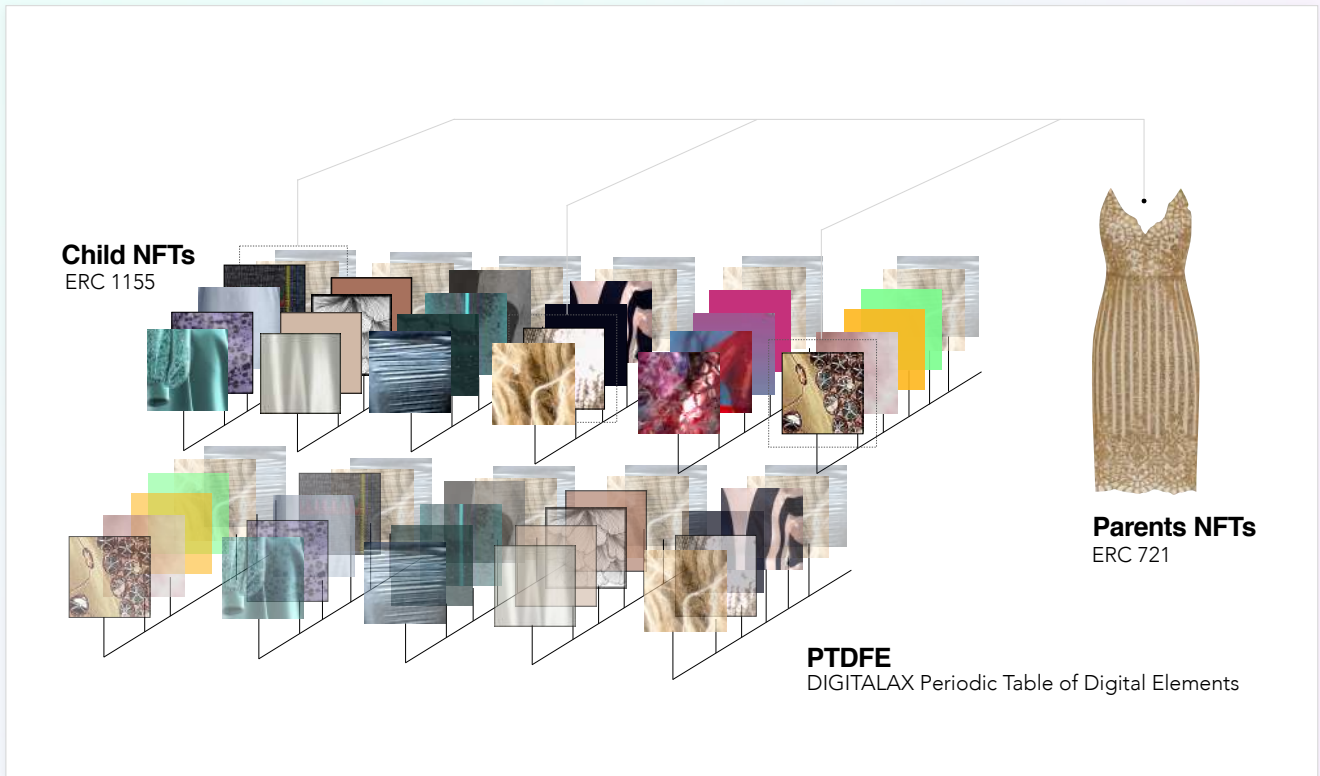 Child NFTs
ERC 1155
Parents NFTs
ERC 721
PTDFE
DIGITALAX Periodic Table of Digital Elements